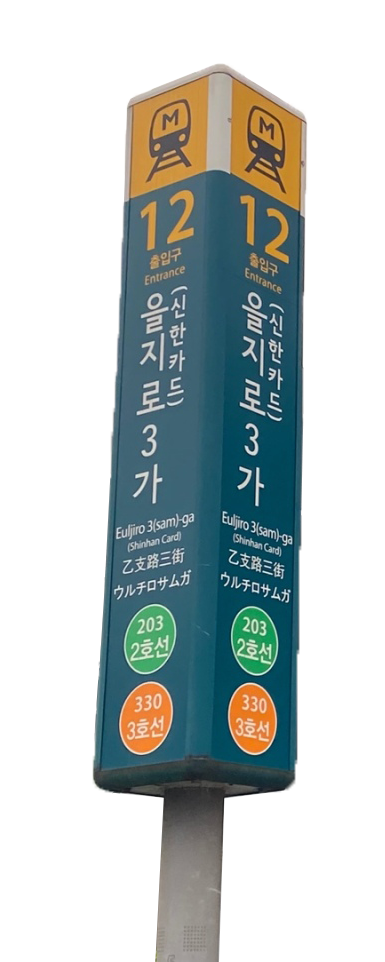 M
12
출입구
Entrance
을지로3가
(신한카드)
Euljiro 3(sam)-ga
(Shinhan Card)
乙支路三街
ウルチロサムガ
203
2호선
330
3호선
M
12
출입구
Entrance
을지로3가
(신한카드)
Euljiro 3(sam)-ga
(Shinhan Card)
乙支路三街
ウルチロサムガ
203
2호선
330
3호선